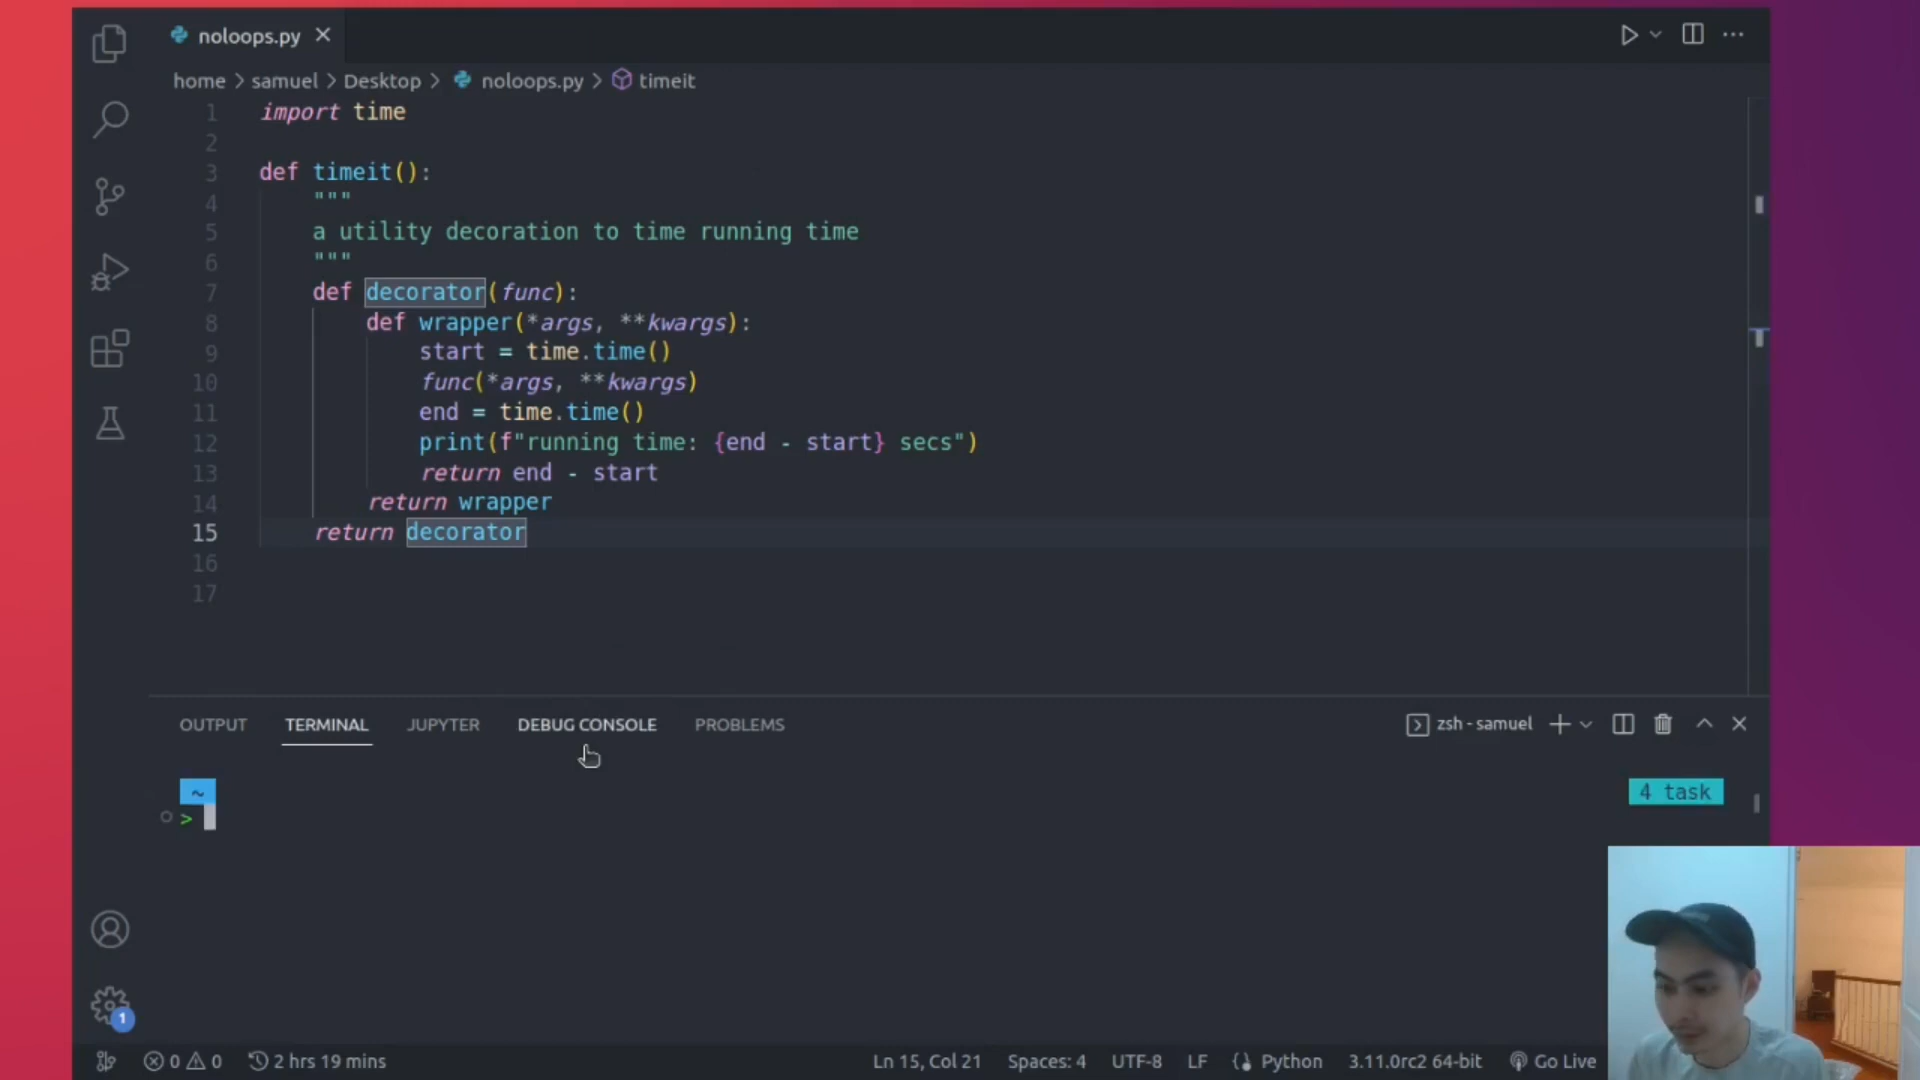 noloops.py
home > samuel > Desktop > noloops.py > timeit
1 import time
2
3 def timeit():
4 """
5 a utility decoration to time running time
6 """
7 def decorator(func):
8 def wrapper(*args, **kwargs):
9 start = time.time()
10 func(*args, **kwargs)
11 end = time.time()
12 print(f"running time: {end - start} secs")
13 return end - start
14 return wrapper
15 return decorator
16
17
OUTPUT TERMINAL JUPYTER DEBUG CONSOLE PROBLEMS zsh - samuel
~ 4 task
>
1
0 0 2 hrs 19 mins Ln 15, Col 21 Spaces: 4 UTF-8 LF Python 3.11.0rc2 64-bit Go Live